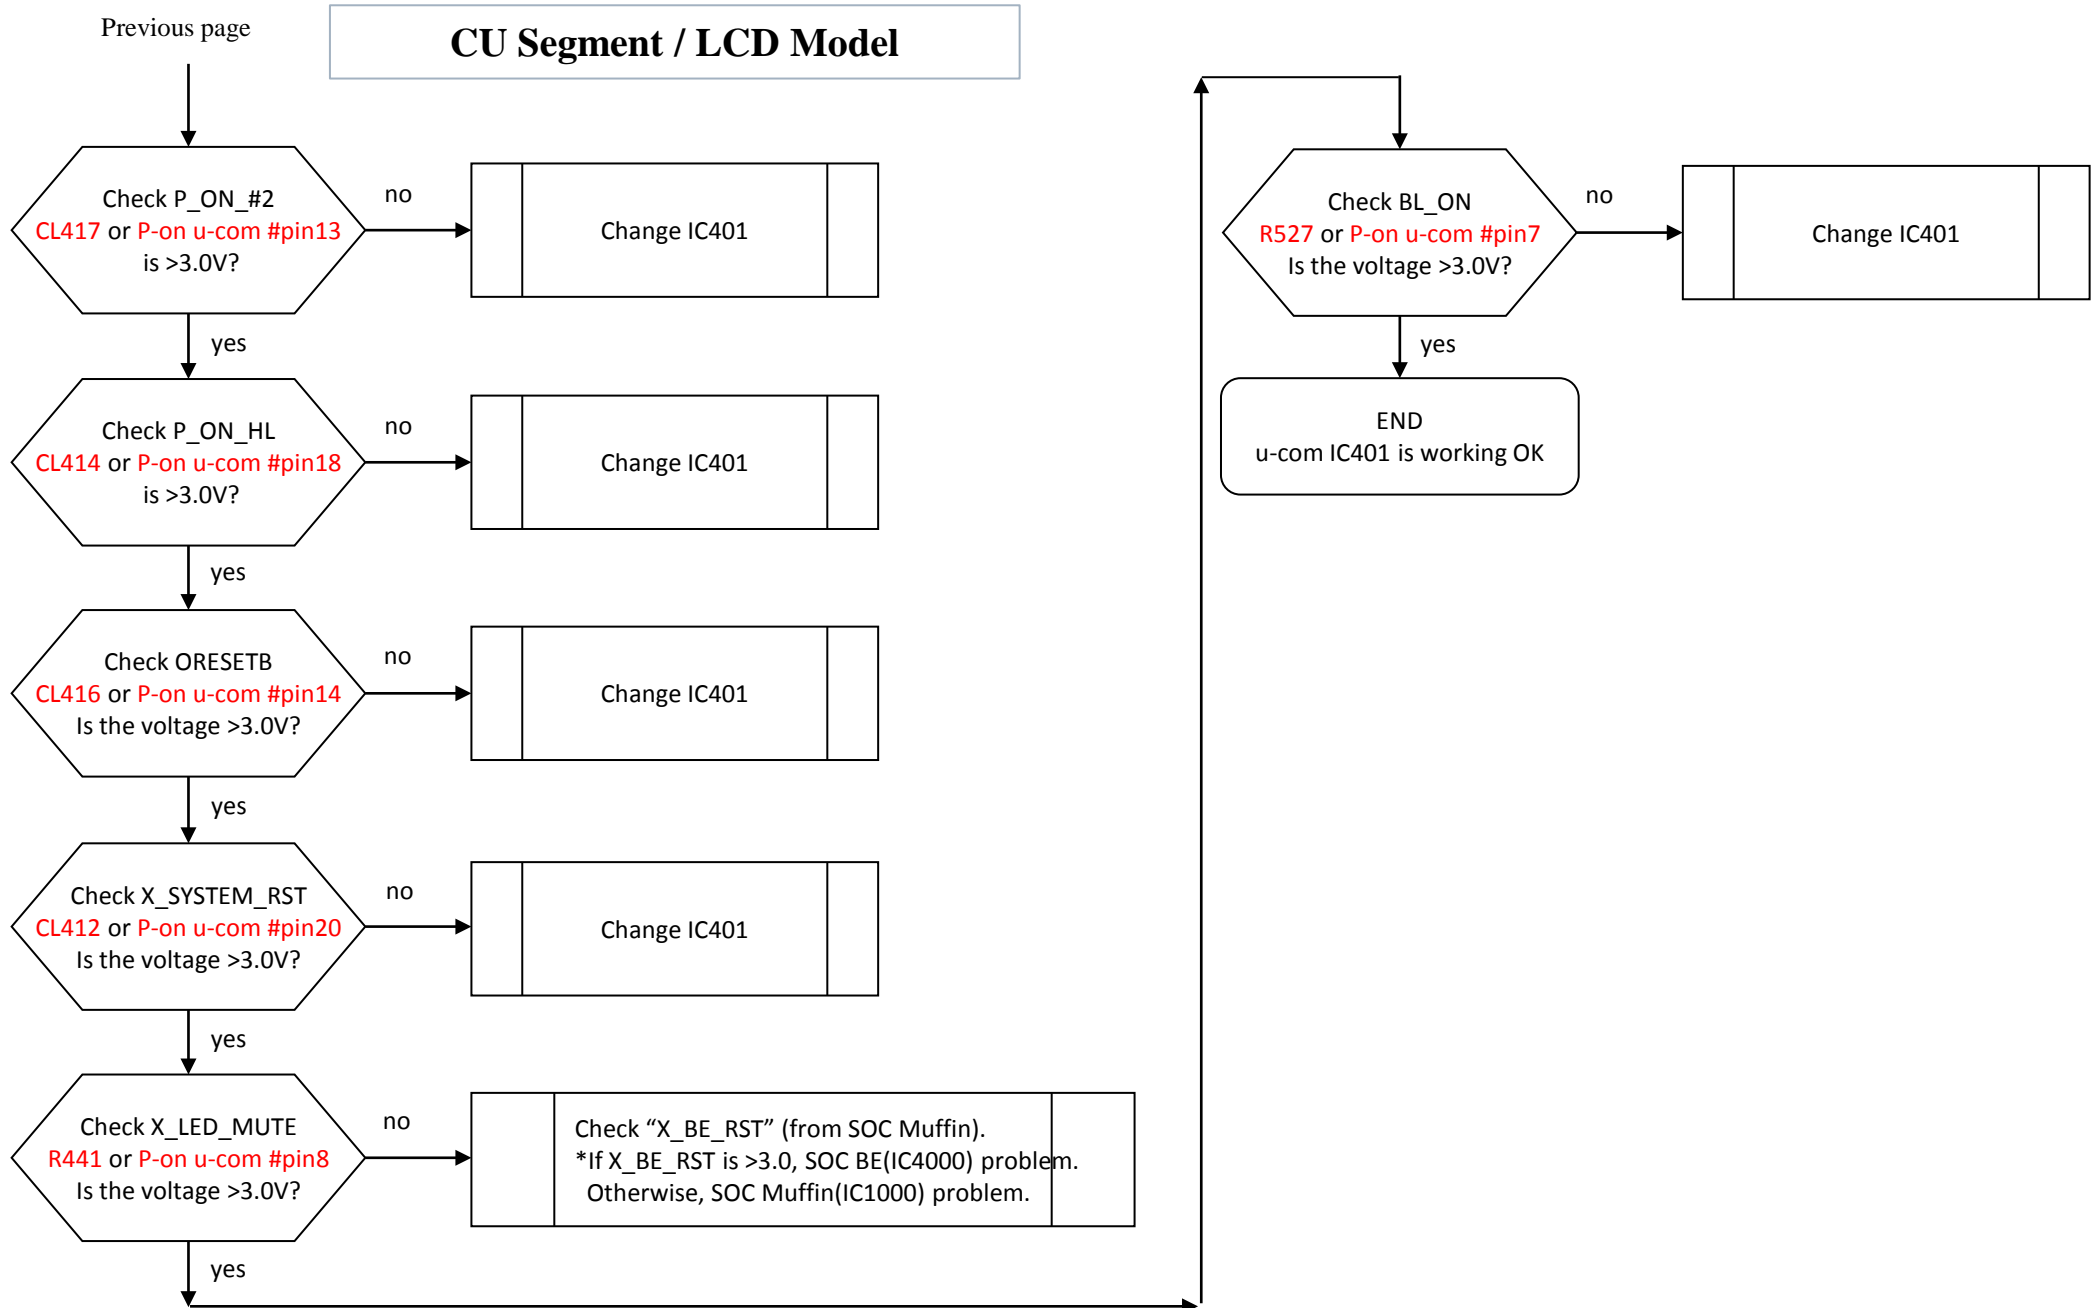 Previous page
CU Segment / LCD Model
Check P_ON_#2
CL417 or P-on u-com #pin13
is >3.0V?
no
Change IC401
yes
Check P_ON_HL
CL414 or P-on u-com #pin18
is >3.0V?
no
Change IC401
yes
Check ORESETB
CL416 or P-on u-com #pin14
Is the voltage >3.0V?
no
Change IC401
yes
Check X_SYSTEM_RST
CL412 or P-on u-com #pin20
Is the voltage >3.0V?
no
Change IC401
yes
Check X_LED_MUTE
R441 or P-on u-com #pin8
Is the voltage >3.0V?
no
Check “X_BE_RST” (from SOC Muffin).
*If X_BE_RST is >3.0, SOC BE(IC4000) problem.
Otherwise, SOC Muffin(IC1000) problem.
yes
Check BL_ON
R527 or P-on u-com #pin7
Is the voltage >3.0V?
no
Change IC401
yes
END
u-com IC401 is working OK